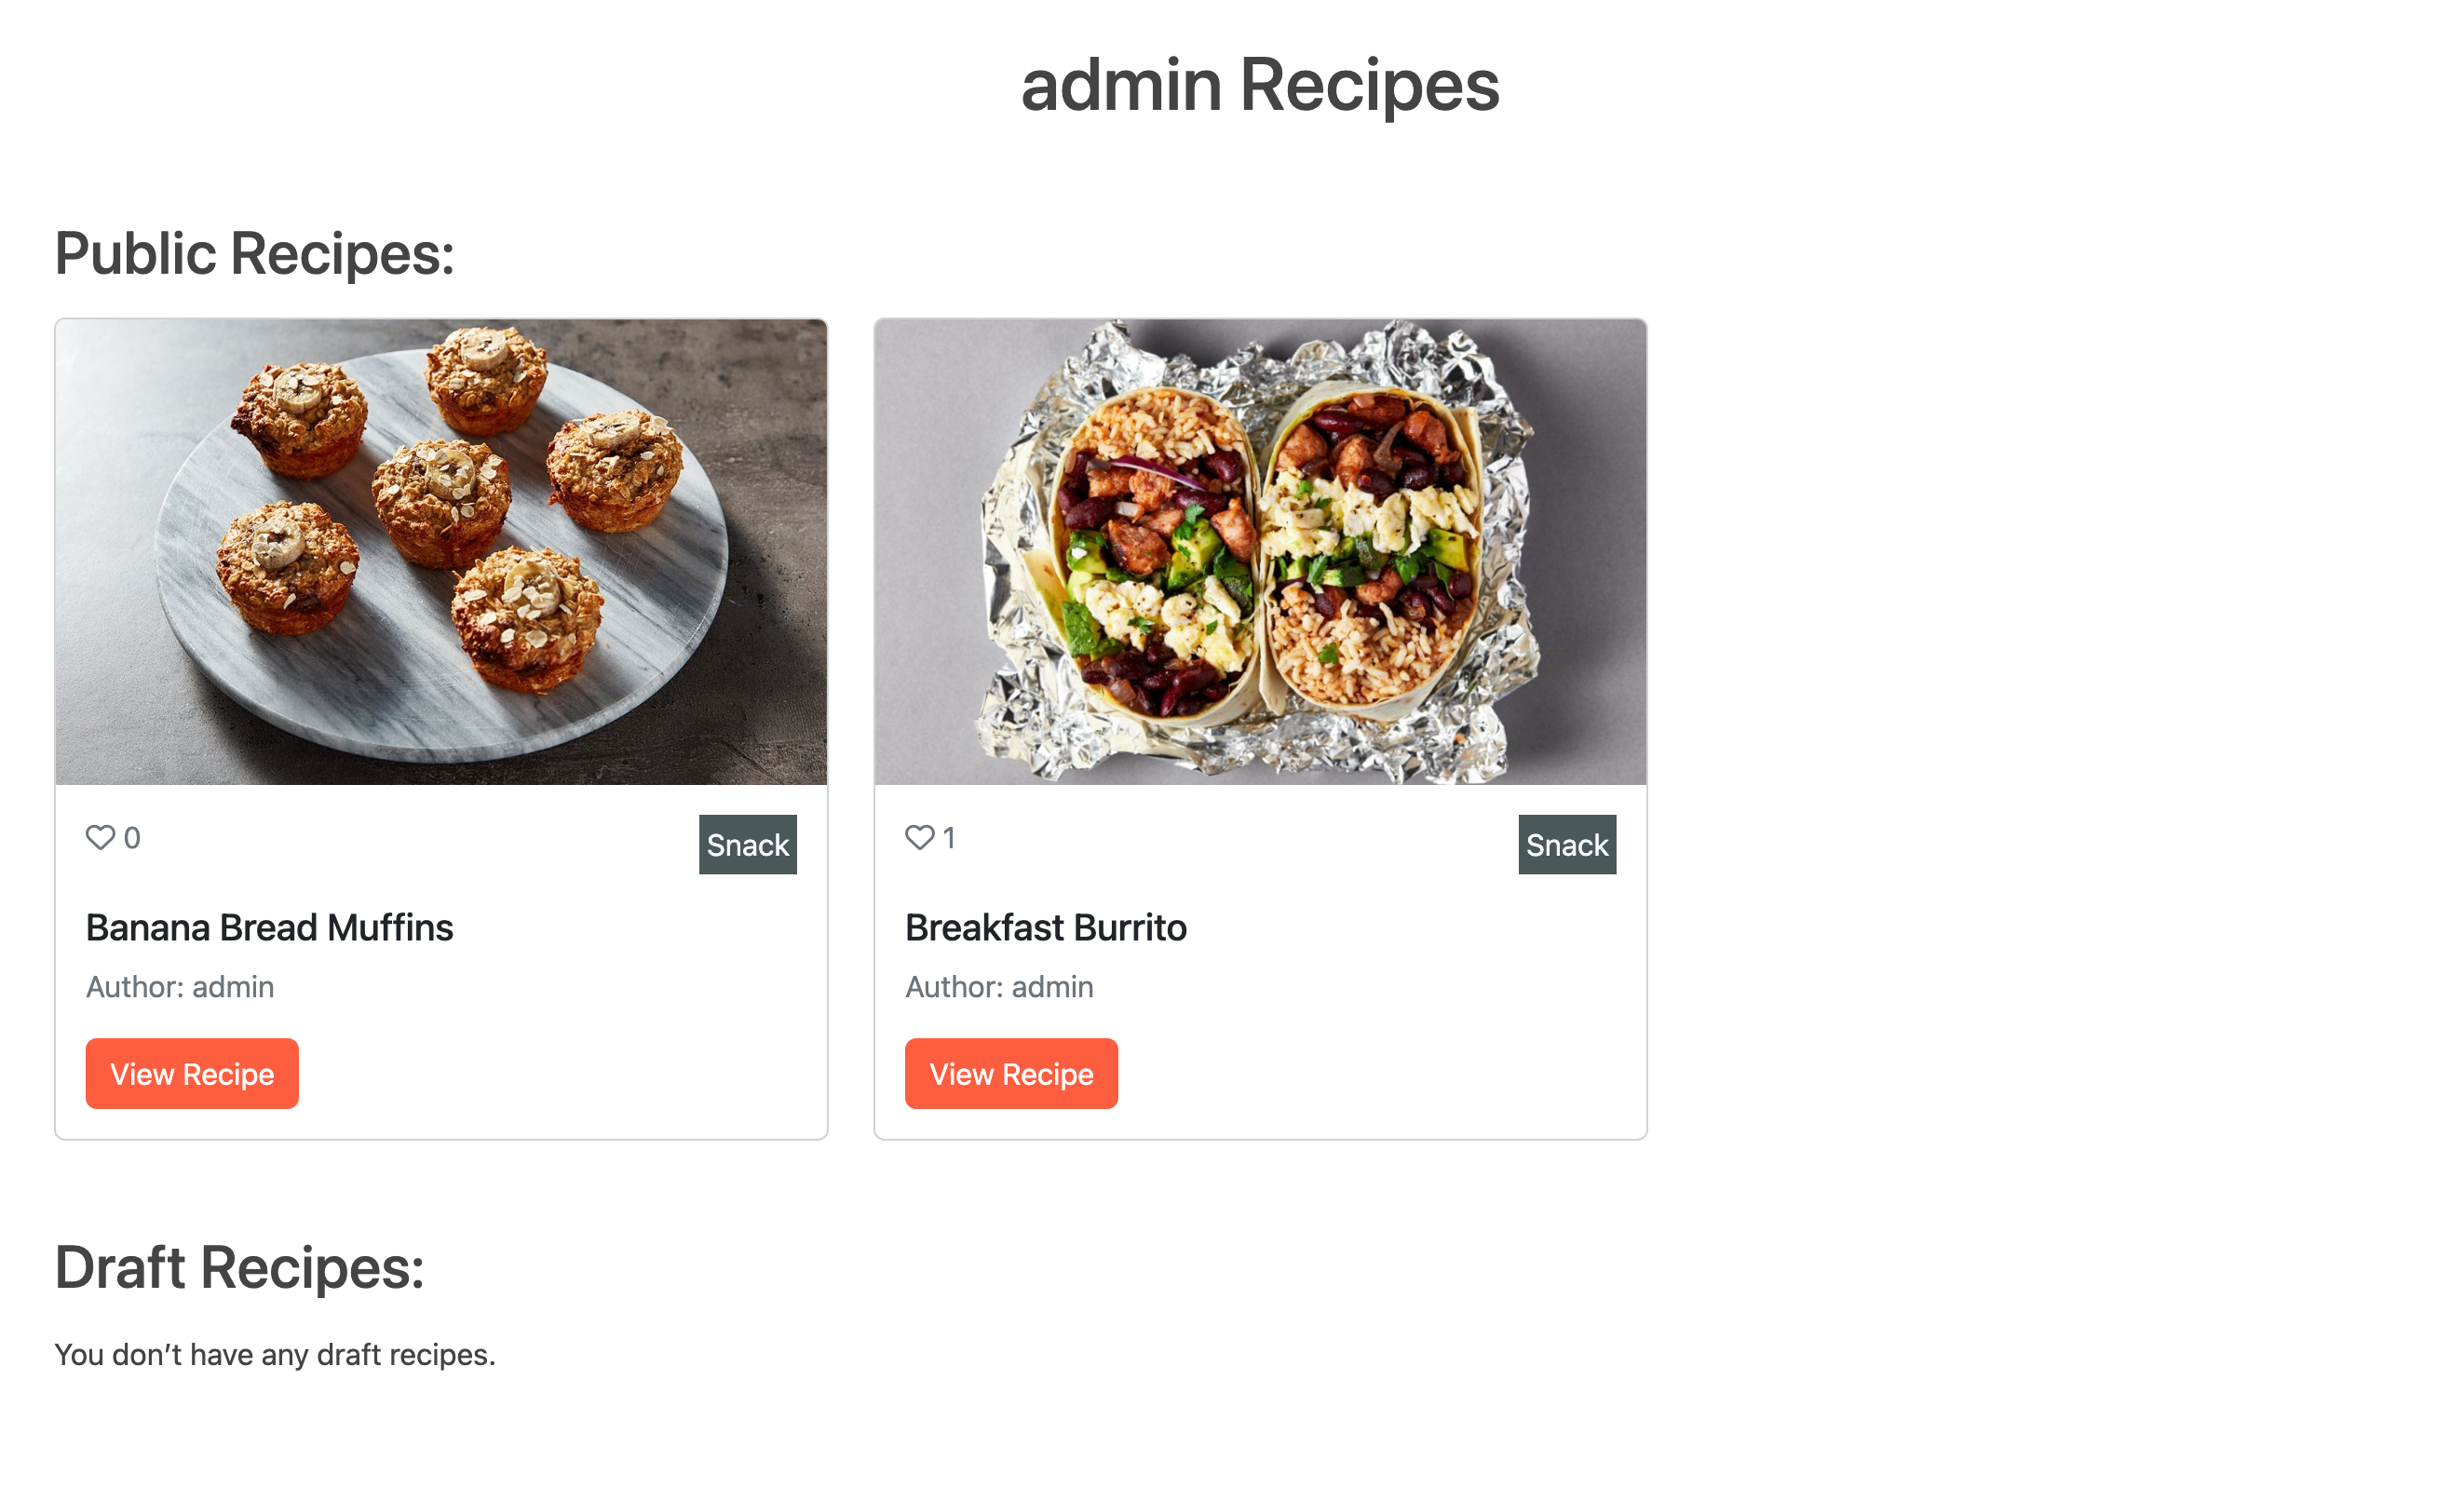 admin Recipes
Public Recipes:
0
Snack
Banana Bread Muffins
Author: admin
View Recipe
1
Snack
Breakfast Burrito
Author: admin
View Recipe
Draft Recipes:
You don’t have any draft recipes.